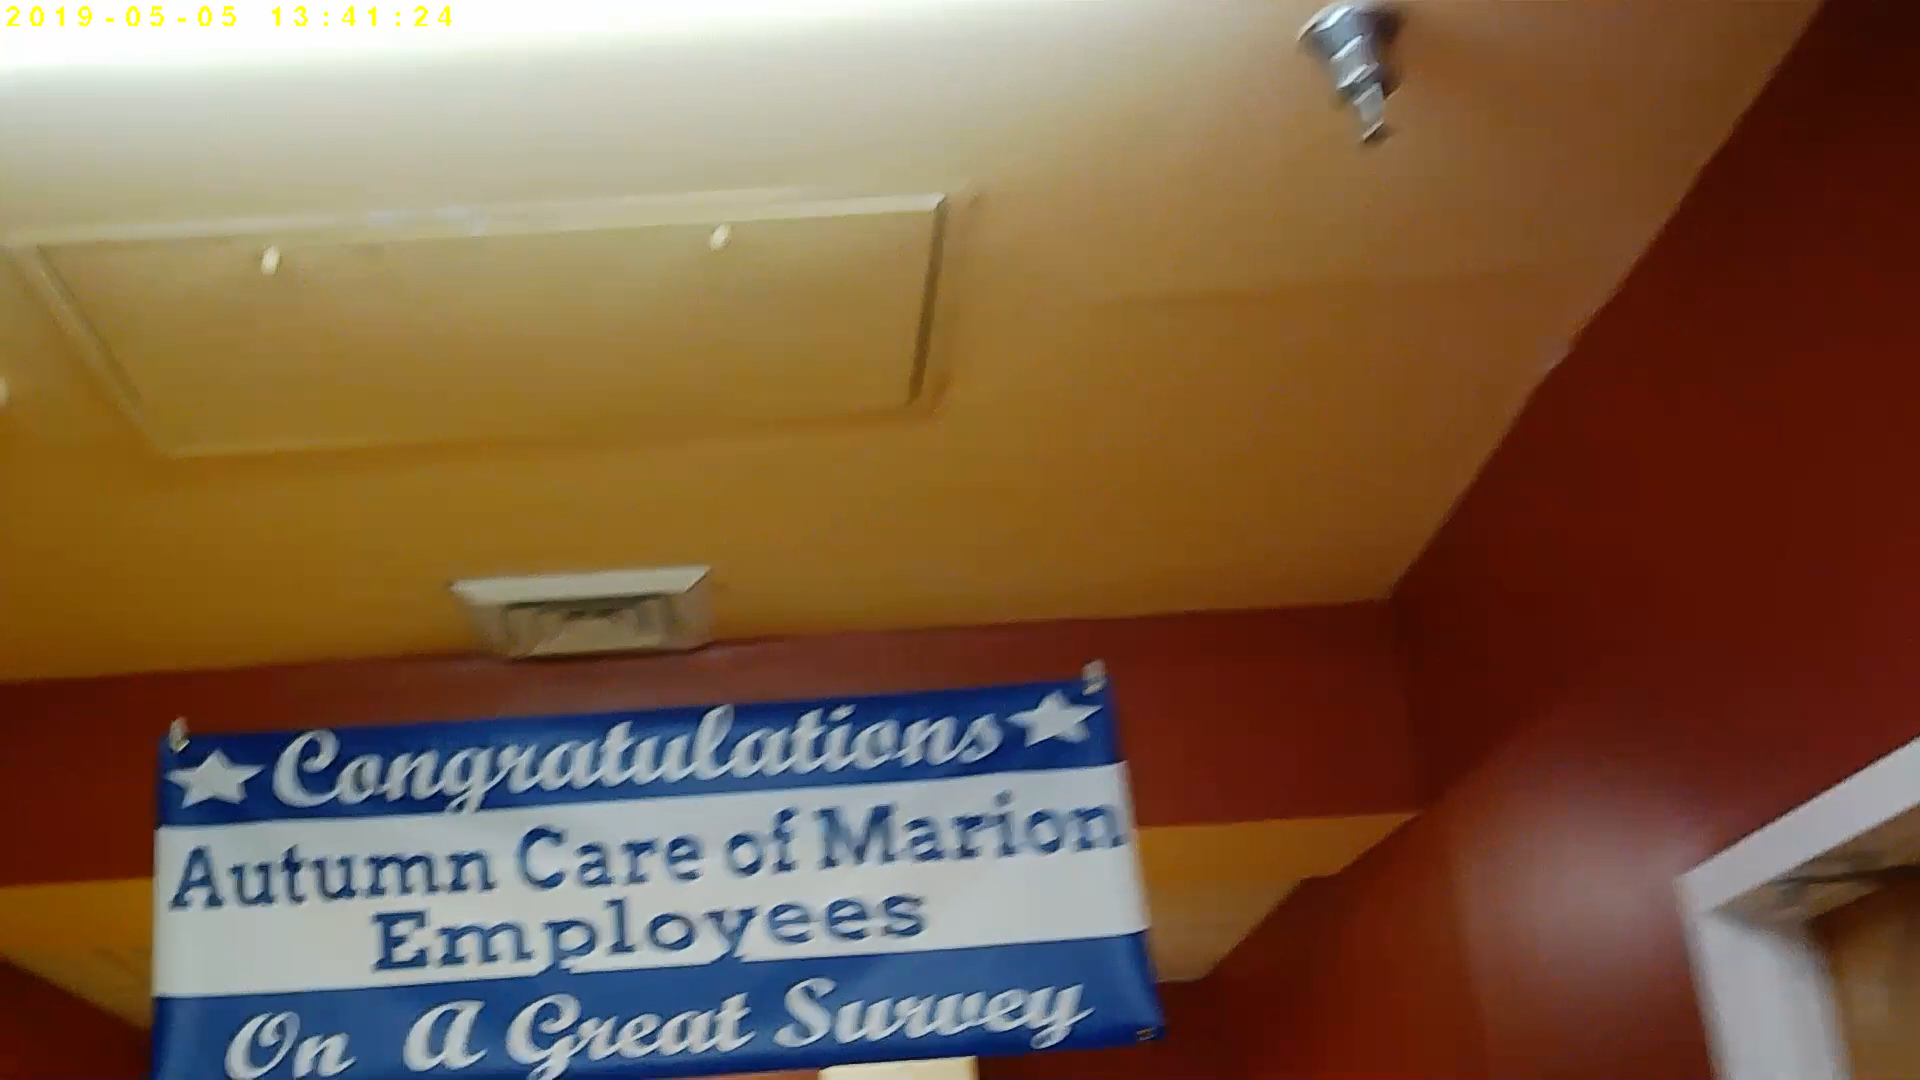 2019-05-05 13:41:24
Congratulations
Autumn Care of Marion
Employees
On A Great Survey